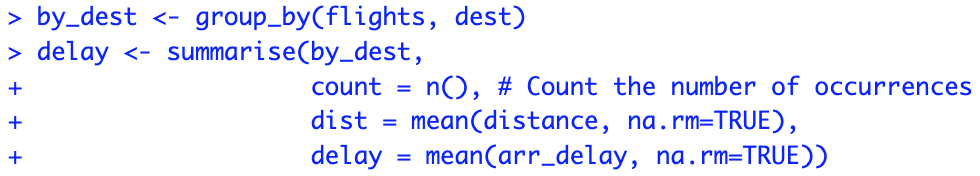 > by_dest <- group_by(flights, dest)
> delay <- summarise(by_dest,
+                    count = n(), # Count the number of occurrences
+                    dist = mean(distance, na.rm=TRUE),
+                    delay = mean(arr_delay, na.rm=TRUE))